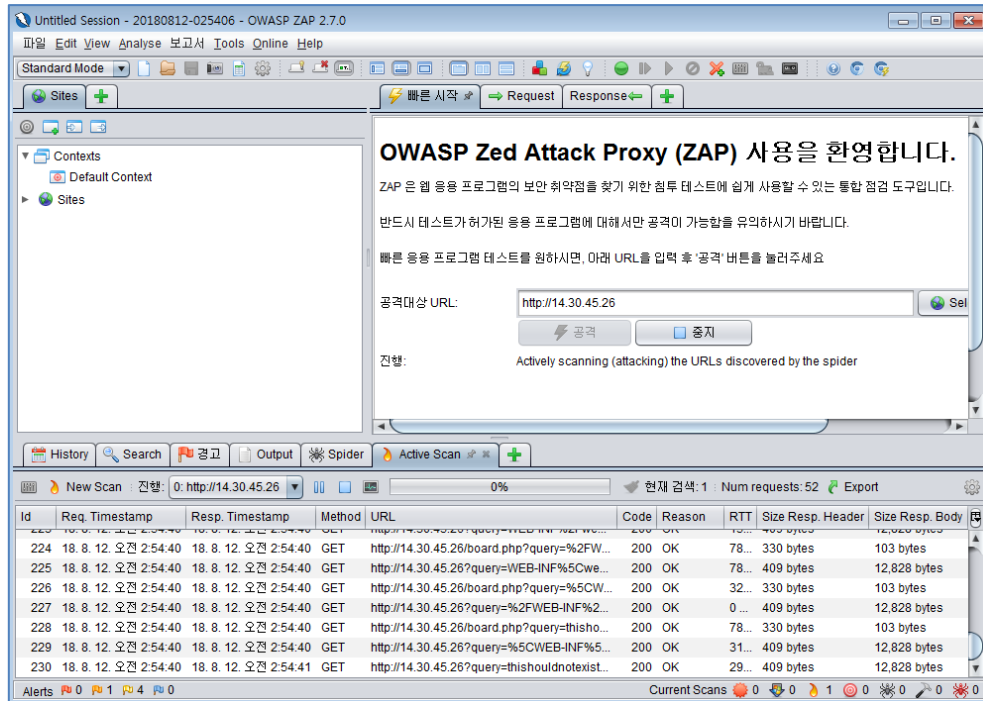 Untitled Session - 20180812-025406 - OWASP ZAP 2.7.0
파일 Edit View Analyse 보고서 Tools Online Help
Standard Mode
Sites
빠른 시작 Request Response
Contexts
Default Context
Sites
OWASP Zed Attack Proxy (ZAP) 사용을 환영합니다.
ZAP 은 웹 응용 프로그램의 보안 취약점을 찾기 위한 침투 테스트에 쉽게 사용할 수 있는 통합 점검 도구입니다.
반드시 테스트가 허가된 응용 프로그램에 대해서만 공격이 가능함을 유의하시기 바랍니다.
빠른 응용 프로그램 테스트를 원하시면, 아래 URL을 입력 후 '공격' 버튼을 눌러주세요
공격대상 URL: http://14.30.45.26 Sel
공격 중지
진행: Actively scanning (attacking) the URLs discovered by the spider
History Search 경고 Output Spider Active Scan
New Scan 진행: 0: http://14.30.45.26 0% 현재 검색: 1 Num requests: 52 Export
Id Req. Timestamp Resp. Timestamp Method URL Code Reason RTT Size Resp. Header Size Resp. Body
224 18. 8. 12. 오전 2:54:40 18. 8. 12. 오전 2:54:40 GET http://14.30.45.26/board.php?query=%2FW... 200 OK 78... 330 bytes 103 bytes
225 18. 8. 12. 오전 2:54:40 18. 8. 12. 오전 2:54:40 GET http://14.30.45.26?query=WEB-INF%5Cwe... 200 OK 78... 409 bytes 12,828 bytes
226 18. 8. 12. 오전 2:54:40 18. 8. 12. 오전 2:54:40 GET http://14.30.45.26/board.php?query=%5CW... 200 OK 32... 330 bytes 103 bytes
227 18. 8. 12. 오전 2:54:40 18. 8. 12. 오전 2:54:40 GET http://14.30.45.26?query=%2FWEB-INF%2... 200 OK 0 ... 409 bytes 12,828 bytes
228 18. 8. 12. 오전 2:54:40 18. 8. 12. 오전 2:54:40 GET http://14.30.45.26/board.php?query=thisho... 200 OK 78... 330 bytes 103 bytes
229 18. 8. 12. 오전 2:54:40 18. 8. 12. 오전 2:54:40 GET http://14.30.45.26?query=%5CWEB-INF%5... 200 OK 31... 409 bytes 12,828 bytes
230 18. 8. 12. 오전 2:54:40 18. 8. 12. 오전 2:54:41 GET http://14.30.45.26?query=thishouldnotexist... 200 OK 29... 409 bytes 12,828 bytes
Alerts 0 1 4 0 Current Scans 0 0 1 0 0 0 0